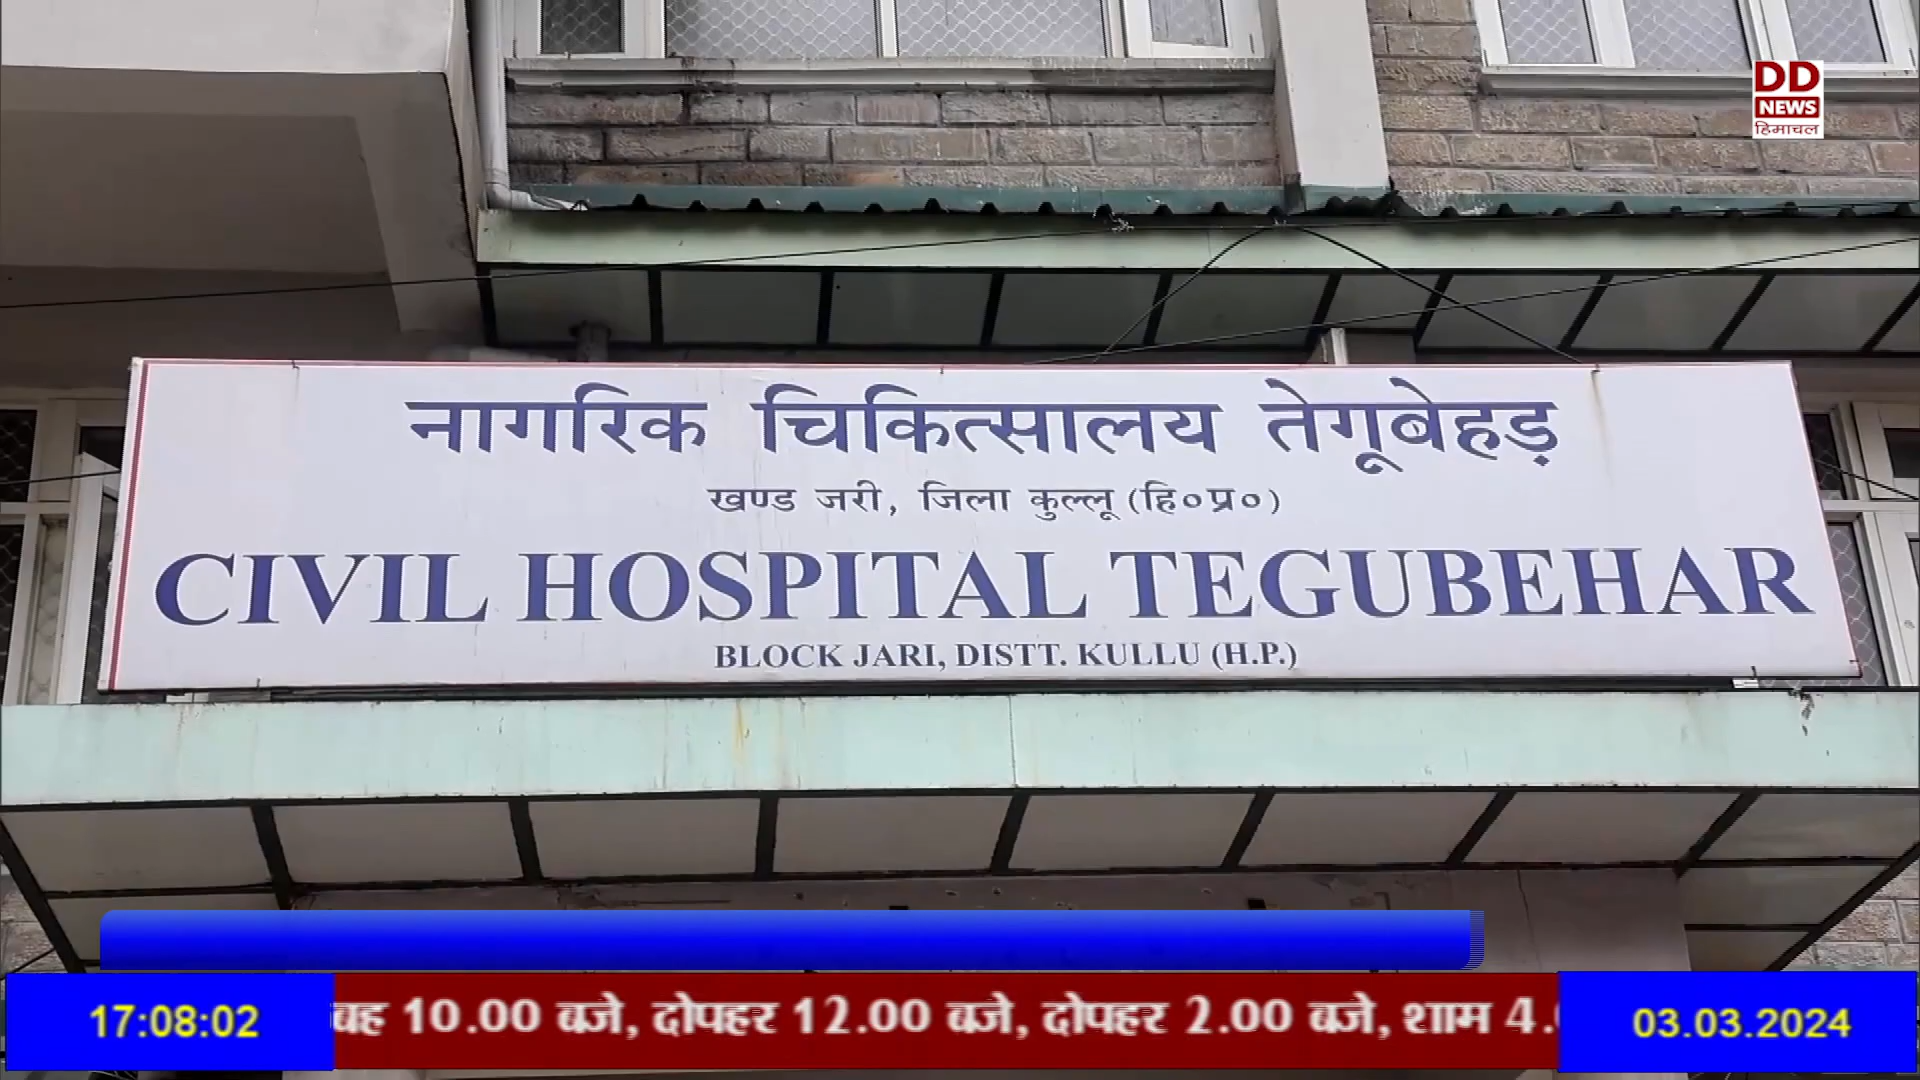 DD
NEWS
हिमाचल
नागरिक चिकित्सालय तेगूबेहड़
खण्ड जरी, जिला कुल्लू (हि०प्र०)
CIVIL HOSPITAL TEGUBEHAR
BLOCK JARI, DISTT. KULLU (H.P.)
17:08:02
10.00 बजे, दोपहर 12.00 बजे, दोपहर 2.00 बजे, शाम
03.03.2024